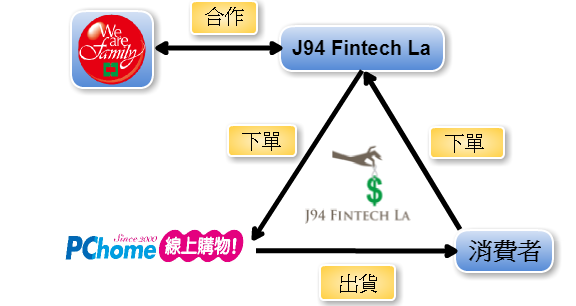 合作
We
are
Family
J94 Fintech La
下單
下單
J94 FINTECH LA
Since 2000
PChome 線上購物!
消費者
出貨